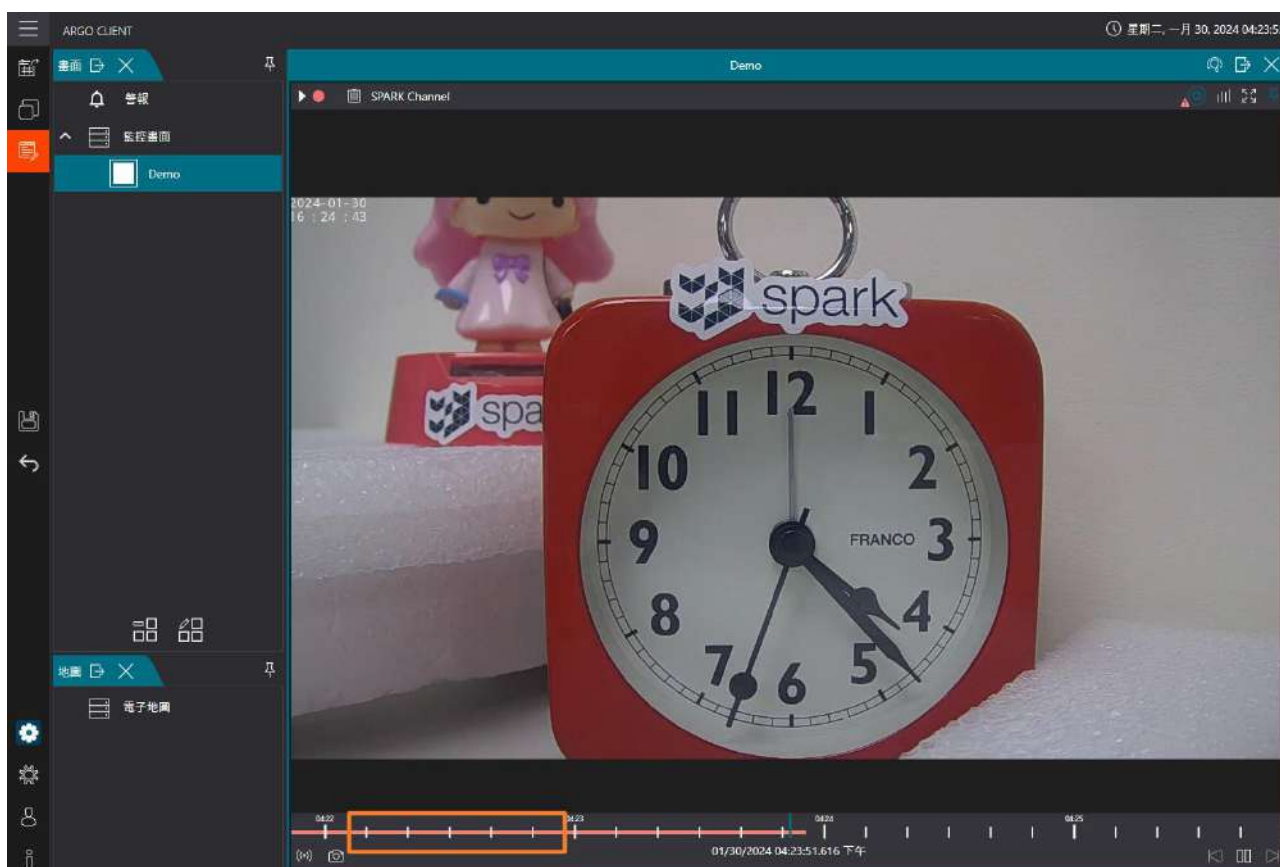 ARGO CLIENT
星期二, 一月 30, 2024 04:23:5
畫面
Demo
警報
SPARK Channel
監控畫面
Demo
2024-01-30
16 : 24 : 43
spark
spa
12
11
1
10
2
9
FRANCO
3
8
4
7
6
5
地圖
電子地圖
04:22
04:23
04:24
04:25
01/30/2024 04:23:51.616 下午